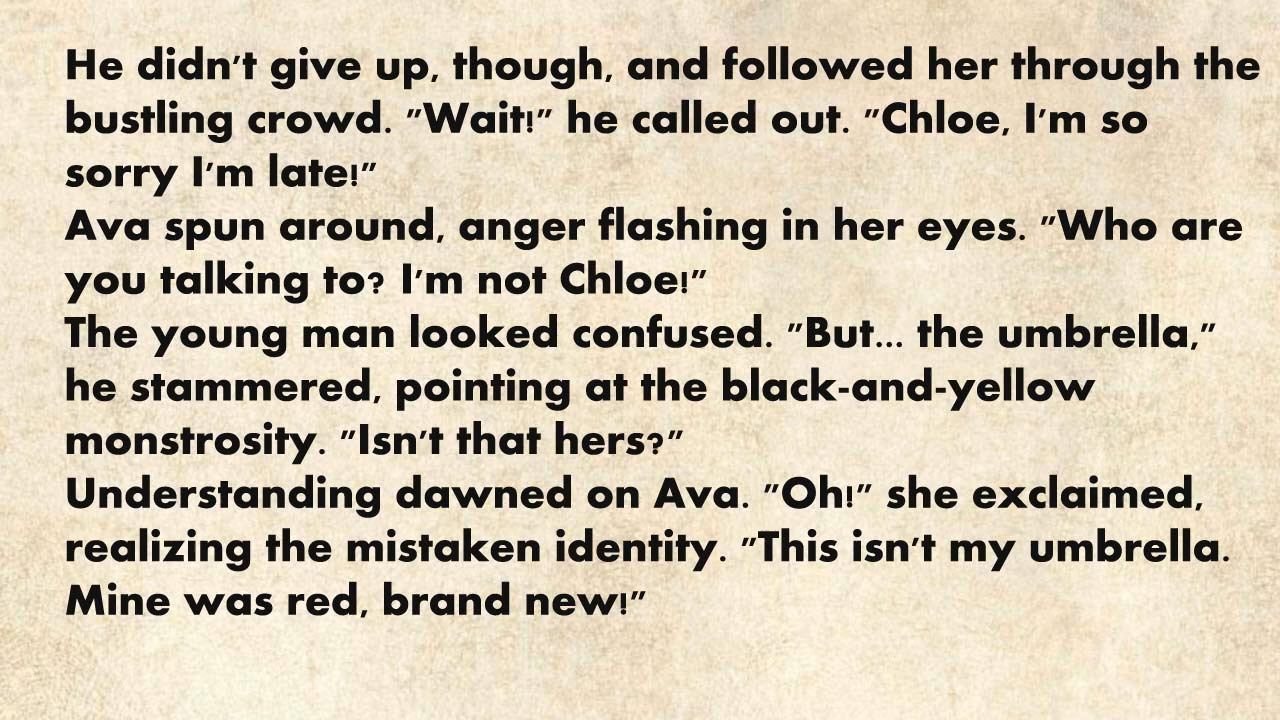 He didn't give up, though, and followed her through the
bustling crowd. "Wait!" he called out. "Chloe, I'm so
sorry I'm late!"
Ava spun around, anger flashing in her eyes. "Who are
you talking to? I'm not Chloe!"
The young man looked confused. "But... the umbrella,"
he stammered, pointing at the black-and-yellow
monstrosity. "Isn't that hers?"
Understanding dawned on Ava. "Oh!" she exclaimed,
realizing the mistaken identity. "This isn't my umbrella.
Mine was red, brand new!"